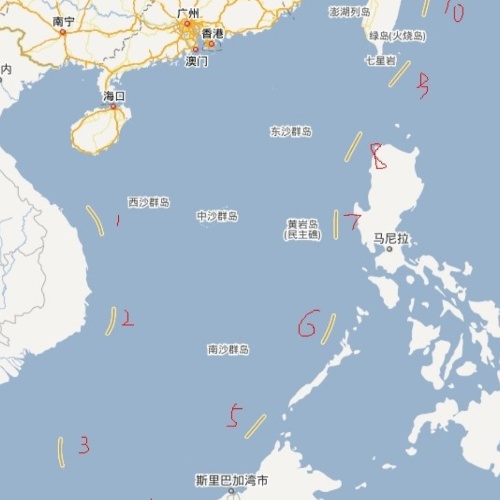 澎湖列岛
10
广州
南宁
香港
绿岛(火烧岛)
澳门
七星岩
内
9
海口
东沙群岛
8
西沙群岛
1
中沙群岛
黄岩岛
(民主礁)
7
马尼拉
2
6
南沙群岛
5
3
斯里巴加湾市